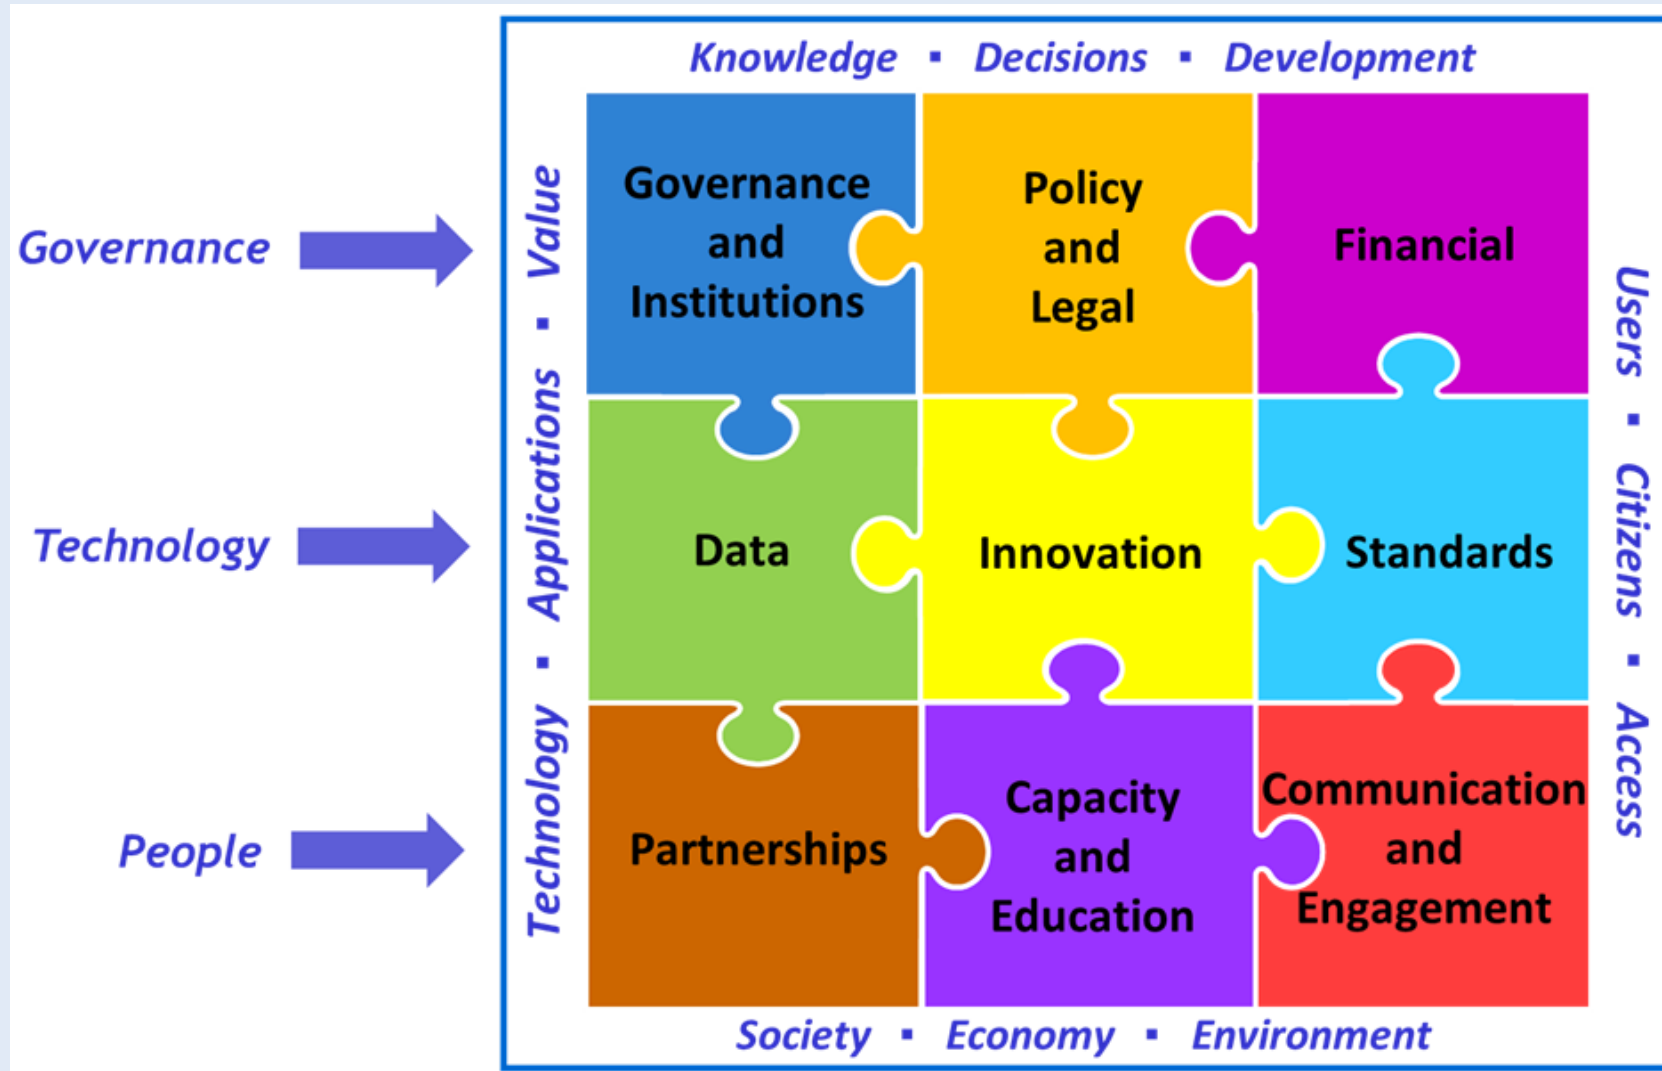 Knowledge ▪ Decisions ▪ Development
Governance
Technology
People
Technology ▪ Applications ▪ Value
Governance
and
Institutions
Policy
and
Legal
Financial
Data
Innovation
Standards
Partnerships
Capacity
and
Education
Communication
and
Engagement
Users ▪ Citizens ▪ Access
Society ▪ Economy ▪ Environment